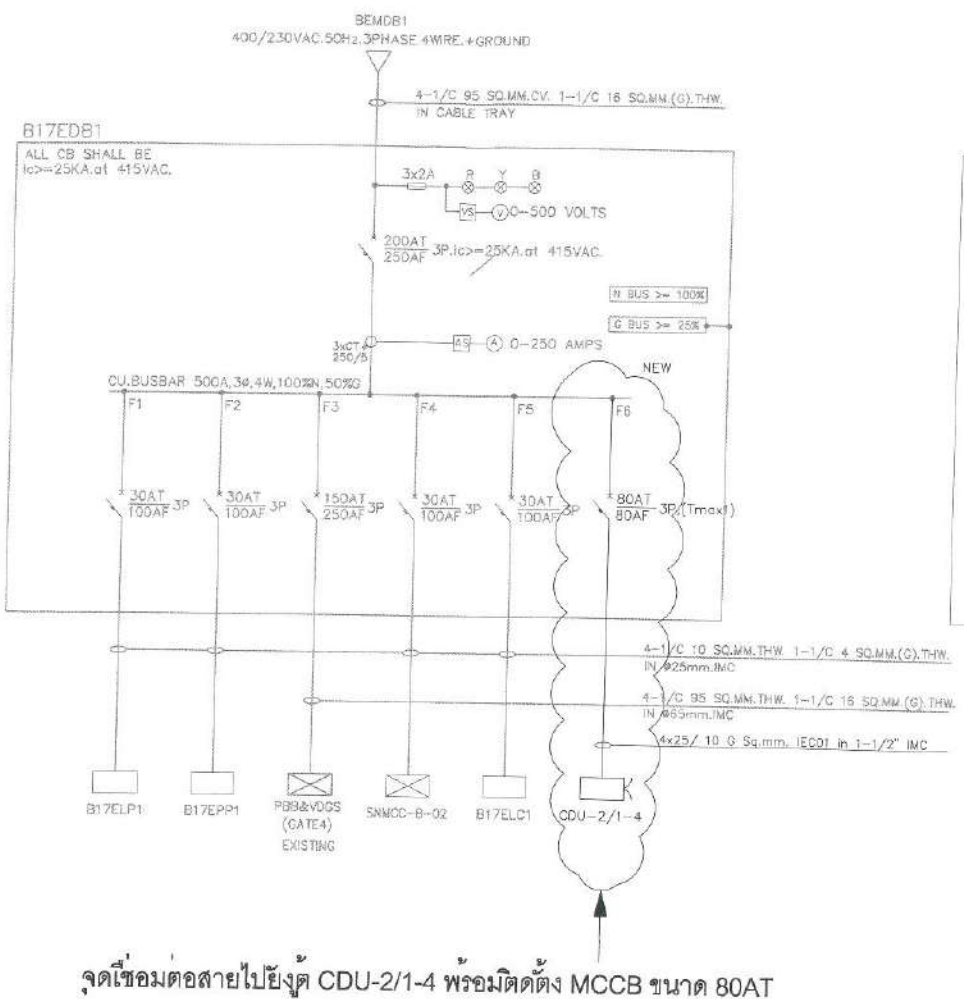 BEMDB1
400/230VAC.50Hz.3PHASE 4WIRE.+GROUND
4-1/C 95 SQ.MM.CV. 1-1/C 16 SQ.MM.(G).THW.
IN CABLE TRAY
B17EDB1
ALL CB SHALL BE
Ic>=25KA.at 415VAC.
3x2A R Y B
VS V 0-500 VOLTS
200AT
250AF 3P.Ic>=25KA.at 415VAC.
N BUS >= 100%
G BUS >= 25%
3xCT
250/5
AS A 0-250 AMPS
NEW
CU.BUSBAR 500A,3ø,4W,100%N,50%G
F1 F2 F3 F4 F5 F6
30AT 30AT 150AT 30AT 30AT 80AT
100AF 3P 100AF 3P 250AF 3P 100AF 3P 100AF 3P 80AF 3P,(Tmax1)
4-1/C 10 SQ.MM.THW 1-1/C 4 SQ.MM.(G).THW.
IN ø25mm.IMC
4-1/C 95 SQ.MM.THW. 1-1/C 16 SQ.MM.(G).THW.
IN ø65mm.IMC
4x25/ 10 G Sq.mm. IEC01 in 1-1/2" IMC
B17ELP1 B17EPP1 PBB&VDGS SNMCC-B-02 B17ELC1 CDU-2/1-4
(GATE4)
EXISTING
จุดเชื่อมต่อสายไปยังตู้ CDU-2/1-4 พร้อมติดตั้ง MCCB ขนาด 80AT